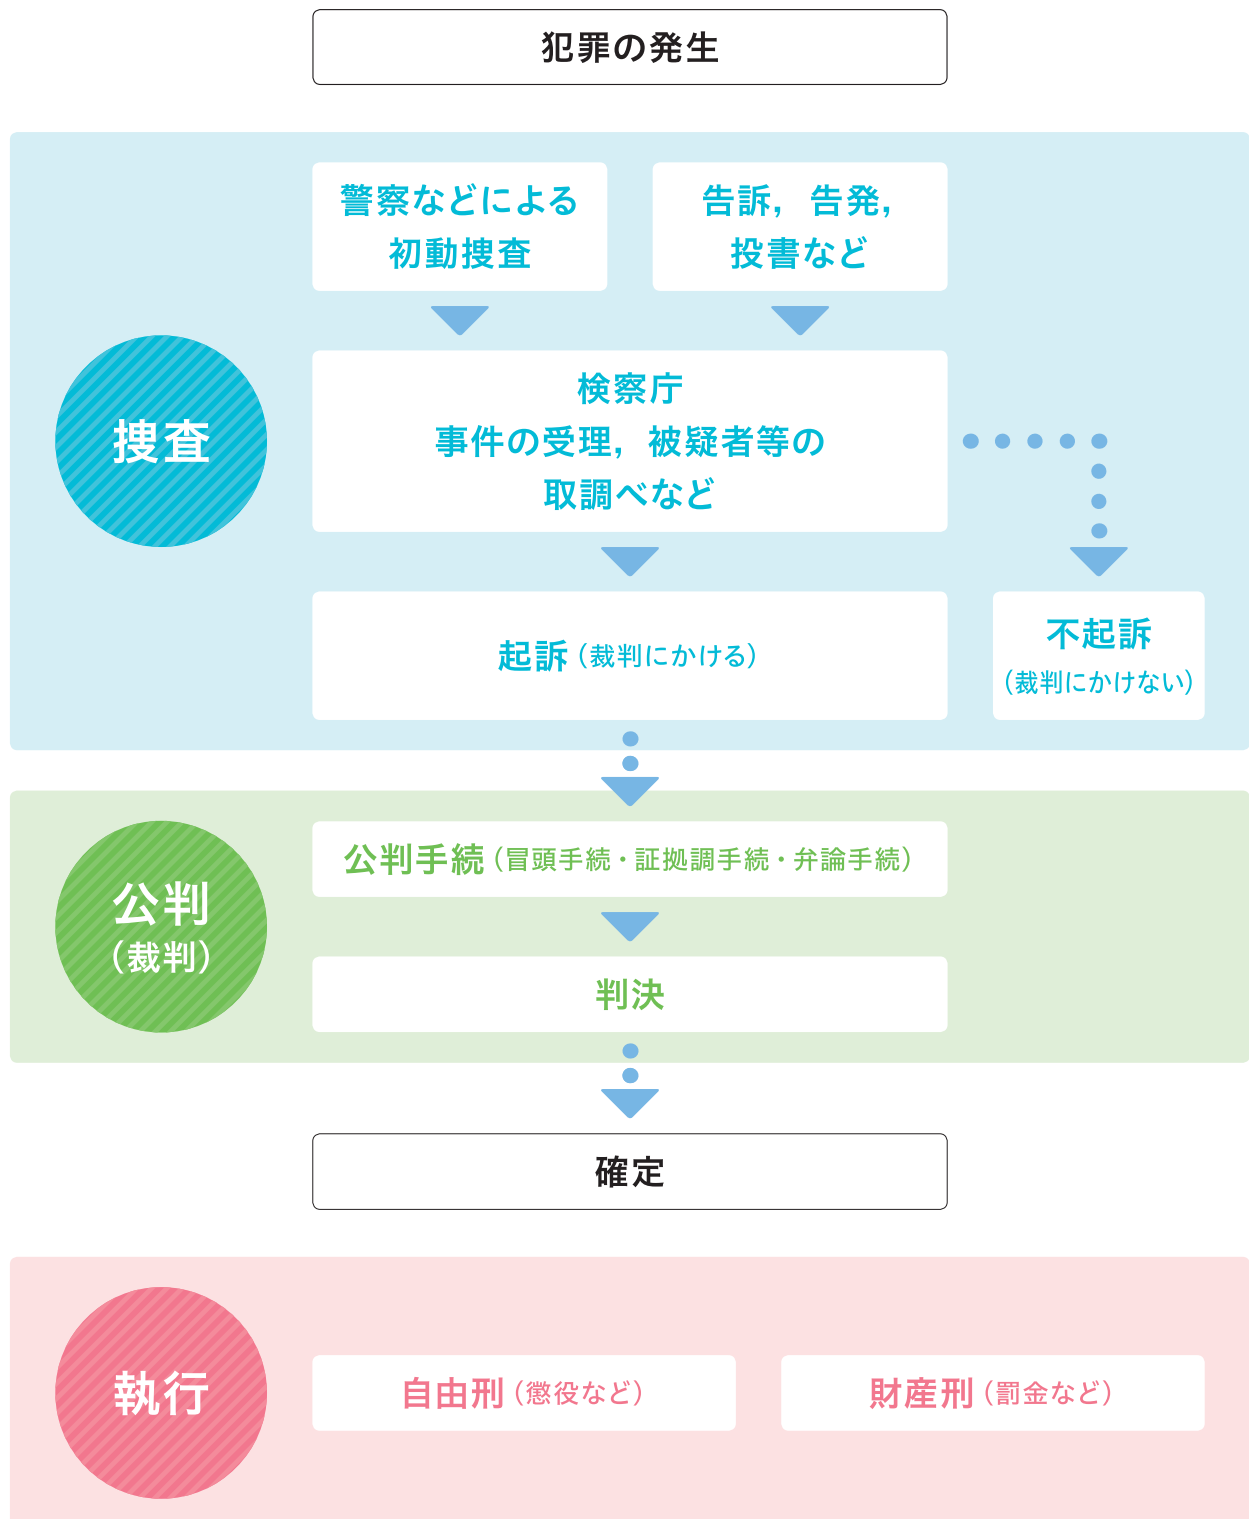 犯罪の発生
警察などによる
初動捜査
告訴，告発，
投書など
捜査
検察庁
事件の受理，被疑者等の
取調べなど
起訴（裁判にかける）
不起訴
（裁判にかけない）
公判
（裁判）
公判手続（冒頭手続・証拠調手続・弁論手続）
判決
確定
執行
自由刑（懲役など）
財産刑（罰金など）